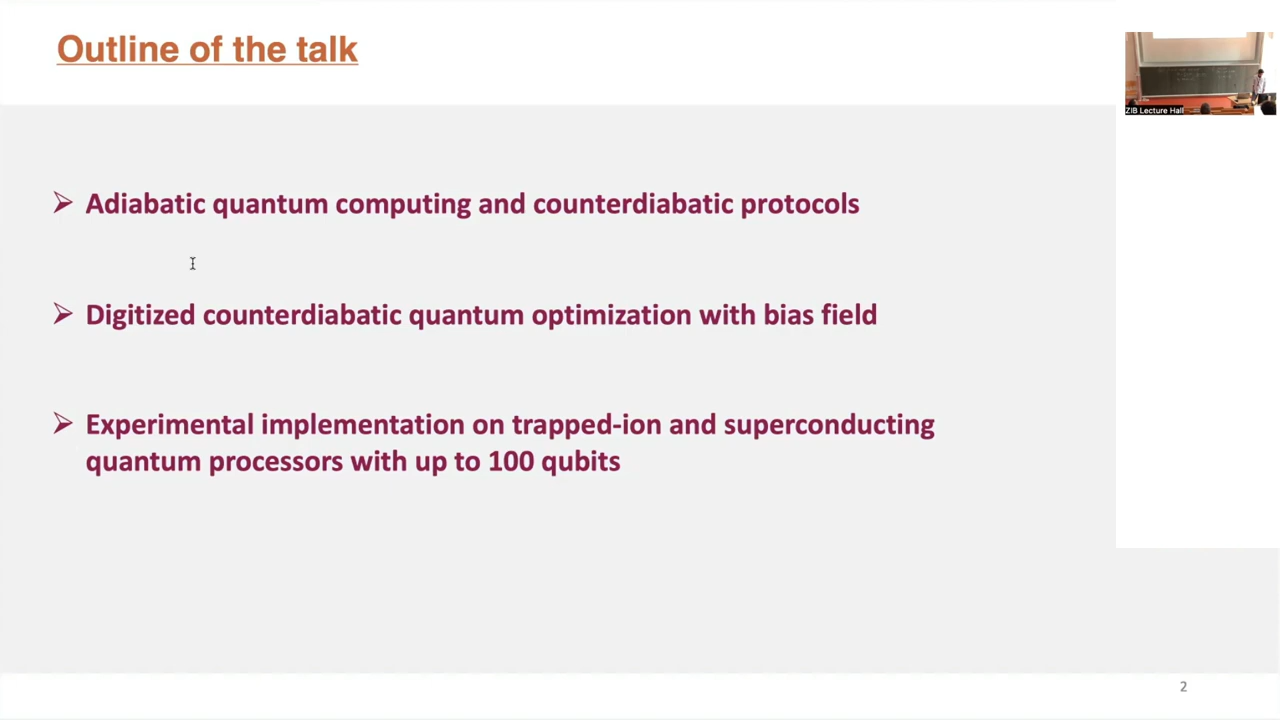 Outline of the talk
ZIB Lecture Hall
Adiabatic quantum computing and counterdiabatic protocols
Digitized counterdiabatic quantum optimization with bias field
Experimental implementation on trapped-ion and superconducting
quantum processors with up to 100 qubits
2